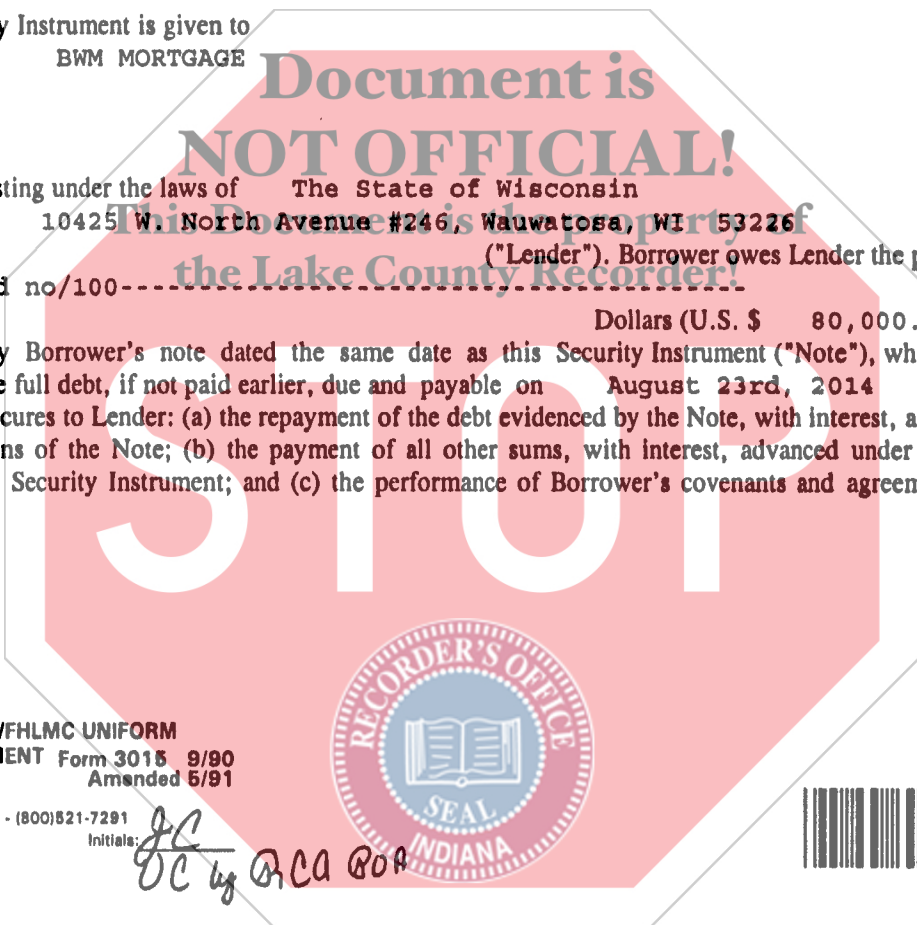 y Instrument is given to
BWM MORTGAGE
Document is
NOT OFFICIAL!
sting under the laws of The State of Wisconsin
This Document is the property of
10425 W. North Avenue #246, Wauwatosa, WI 53226
("Lender"). Borrower owes Lender the p
the Lake County Recorder!
d no/100--------------------------------------------------
Dollars (U.S. $ 80,000.
y Borrower's note dated the same date as this Security Instrument ("Note"), wh
e full debt, if not paid earlier, due and payable on August 23rd, 2014
cures to Lender: (a) the repayment of the debt evidenced by the Note, with interest, a
ns of the Note; (b) the payment of all other sums, with interest, advanced under
Security Instrument; and (c) the performance of Borrower's covenants and agreem
STOP
/FHLMC UNIFORM
ENT Form 3015 9/90
Amended 5/91
- (800)521-7291
Initials: JC
RECORDER'S OFFICE
SEAL
INDIANA